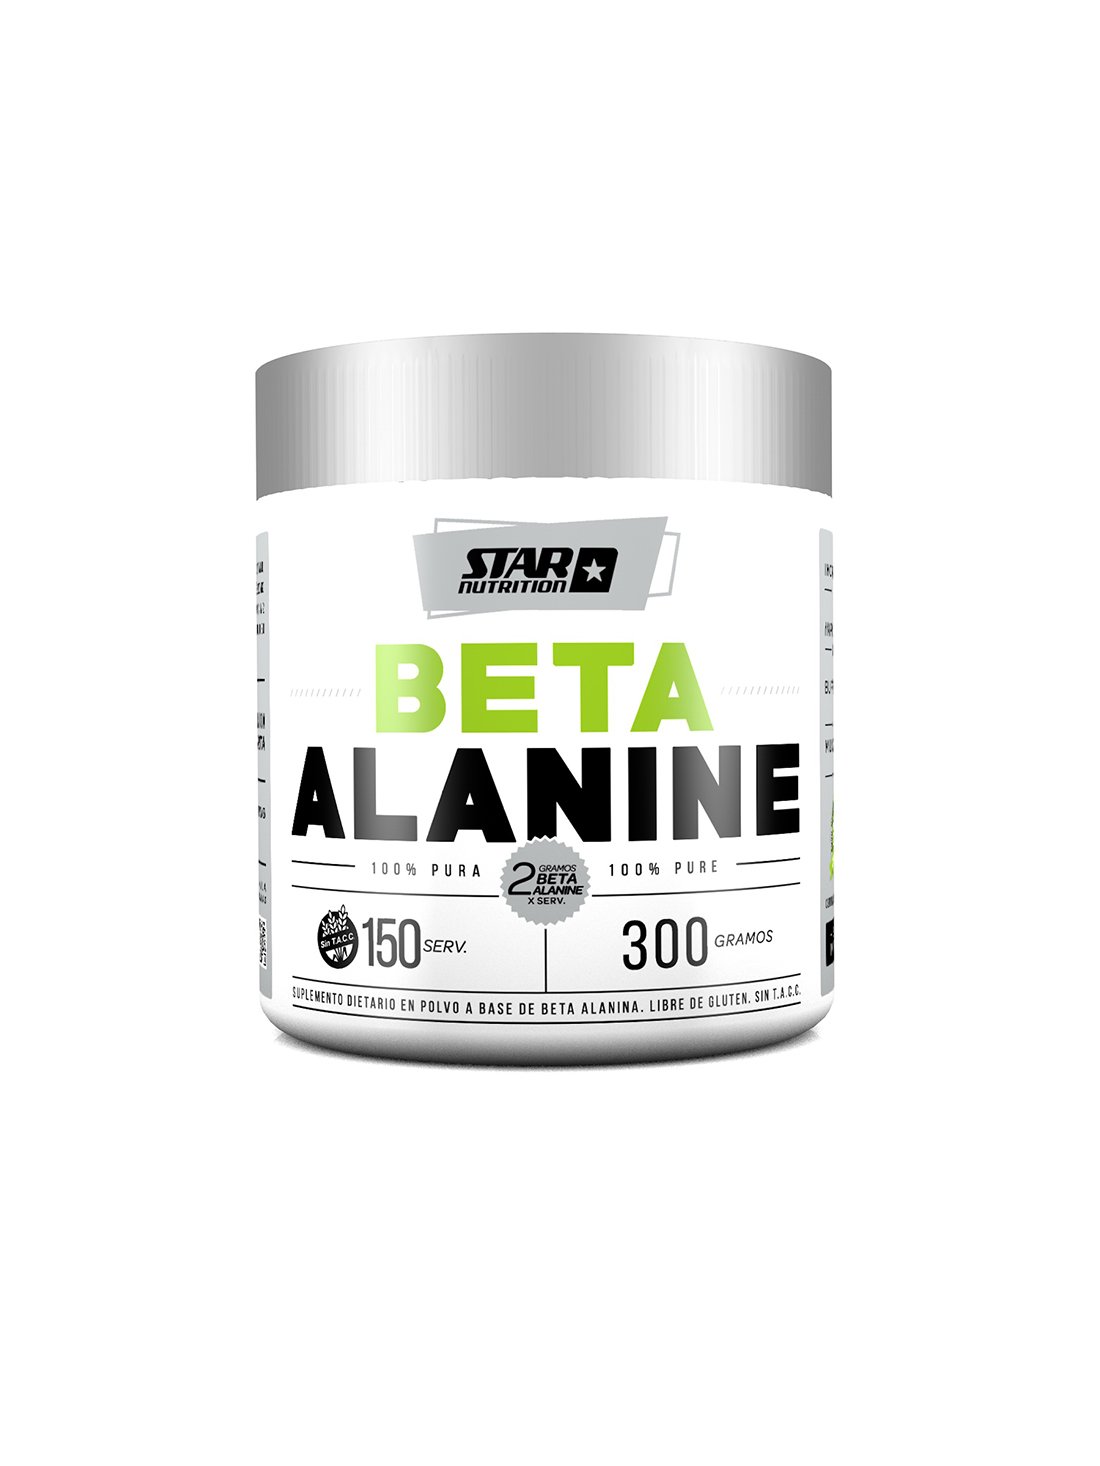 STAR
NUTRITION
BETA
ALANINE
100% PURA
2 GRAMOS
BETA
ALANINE
X SERV.
100% PURE
Sin T.A.C.C.
150 SERV.
300 GRAMOS
SUPLEMENTO DIETARIO EN POLVO A BASE DE BETA ALANINA. LIBRE DE GLUTEN. SIN T.A.C.C.